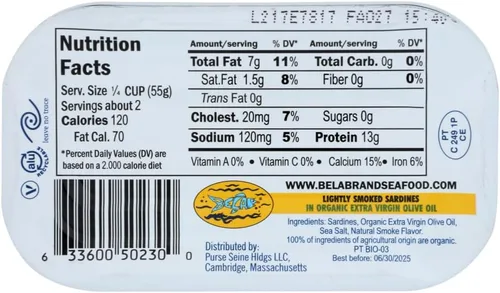 L217E7817 FAO27 15:40
Nutrition Facts
Serv. Size ¼ CUP (55g)
Servings about 2
Calories 120
Fat Cal. 70
*Percent Daily Values (DV) are
based on a 2.000 calorie diet
Amount/serving % DV* Amount/serving % DV*
Total Fat 7g 11% Total Carb. 0g 0%
Sat.Fat 1.5g 8% Fiber 0g 0%
Trans Fat 0g
Cholest. 20mg 7% Sugars 0g
Sodium 120mg 5% Protein 13g
Vitamin A 0% • Vitamin C 0% • Calcium 15% • Iron 6%
leave no trace
alu
PT
C 249 1P
CE
WWW.BELABRANDSEAFOOD.COM
LIGHTLY SMOKED SARDINES
IN ORGANIC EXTRA VIRGIN OLIVE OIL
Ingredients: Sardines, Organic Extra Virgin Olive Oil,
Sea Salt, Natural Smoke Flavor.
100% of ingredients of agricultural origin are organic.
PT BIO-03
Best before: 06/30/2025
Distributed by:
Purse Seine Hldgs LLC,
Cambridge, Massachusetts
6 33600 50230 0